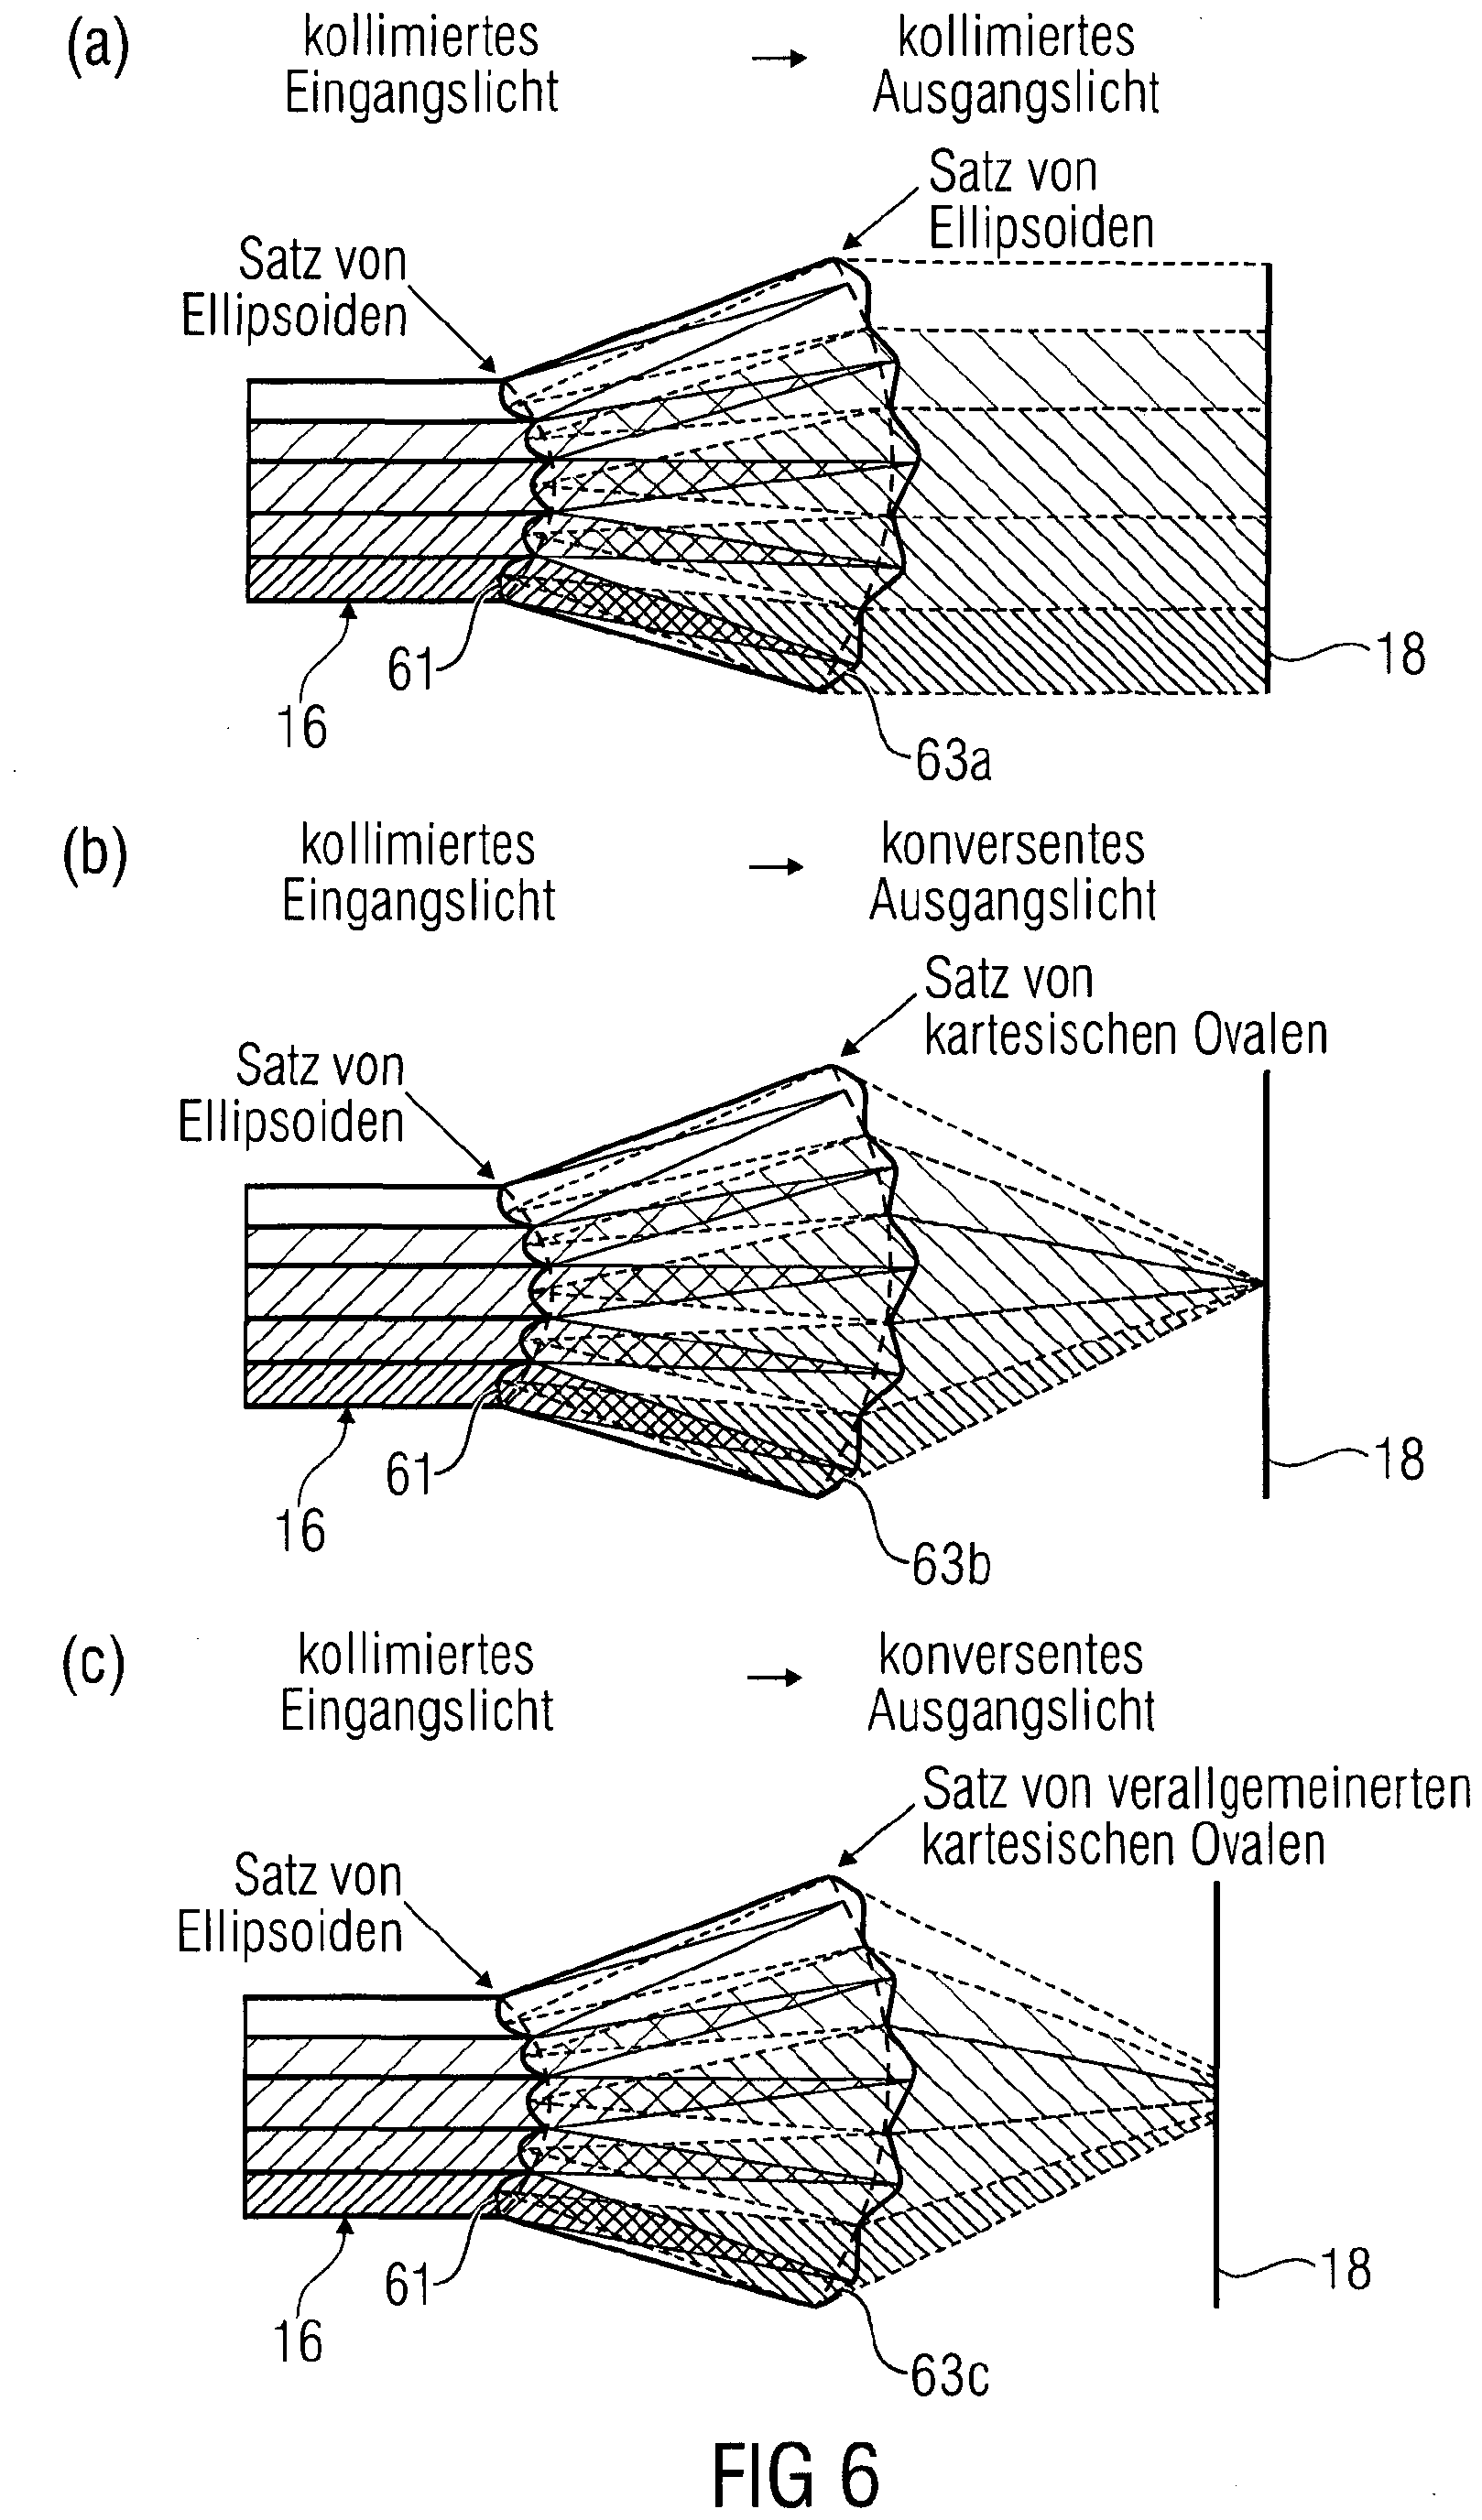 (a)
kollimiertes
Eingangslicht
→
kollimiertes
Ausgangslicht
Satz von
Ellipsoiden
Satz von
Ellipsoiden
16
61
63a
18
(b)
kollimiertes
Eingangslicht
→
konversentes
Ausgangslicht
Satz von
kartesischen Ovalen
Satz von
Ellipsoiden
16
61
63b
18
(c)
kollimiertes
Eingangslicht
→
konversentes
Ausgangslicht
Satz von verallgemeinerten
kartesischen Ovalen
Satz von
Ellipsoiden
16
61
63c
18
FIG 6